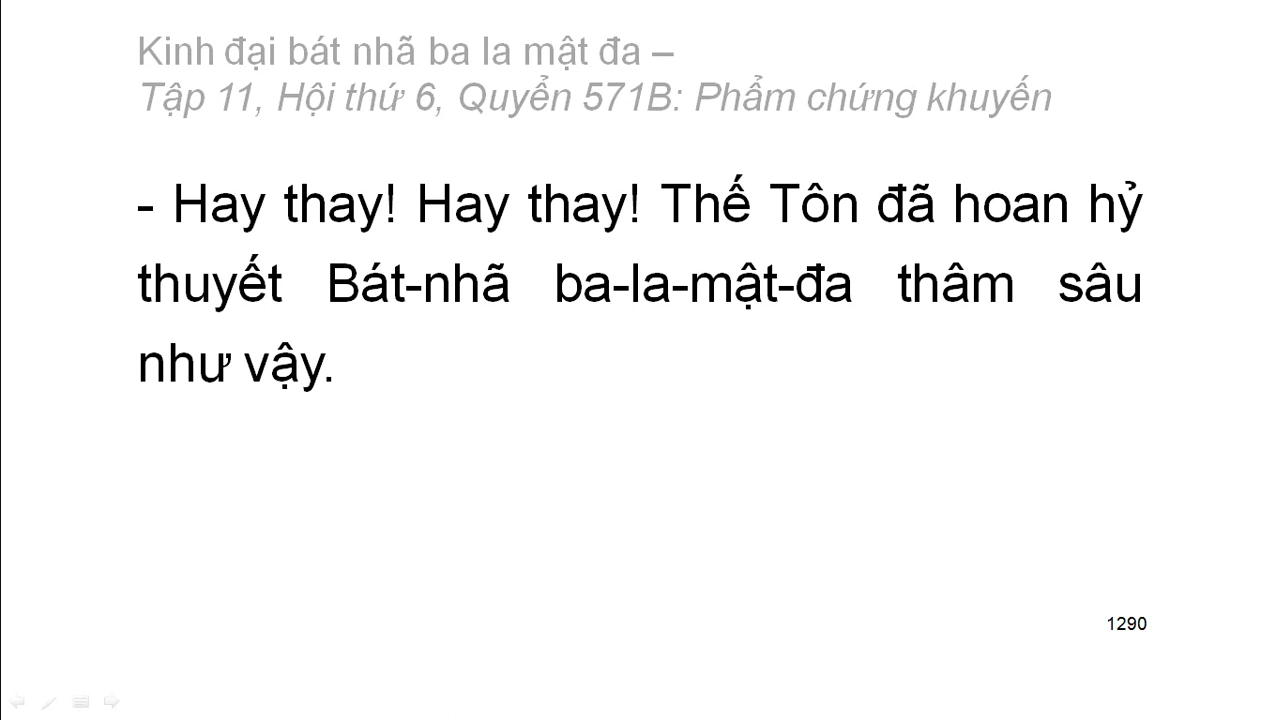 Kinh đại bát nhã ba la mật đa –
Tập 11, Hội thứ 6, Quyển 571B: Phẩm chứng khuyến
- Hay thay! Hay thay! Thế Tôn đã hoan hỷ
thuyết Bát-nhã ba-la-mật-đa thâm sâu
như vậy.
1290